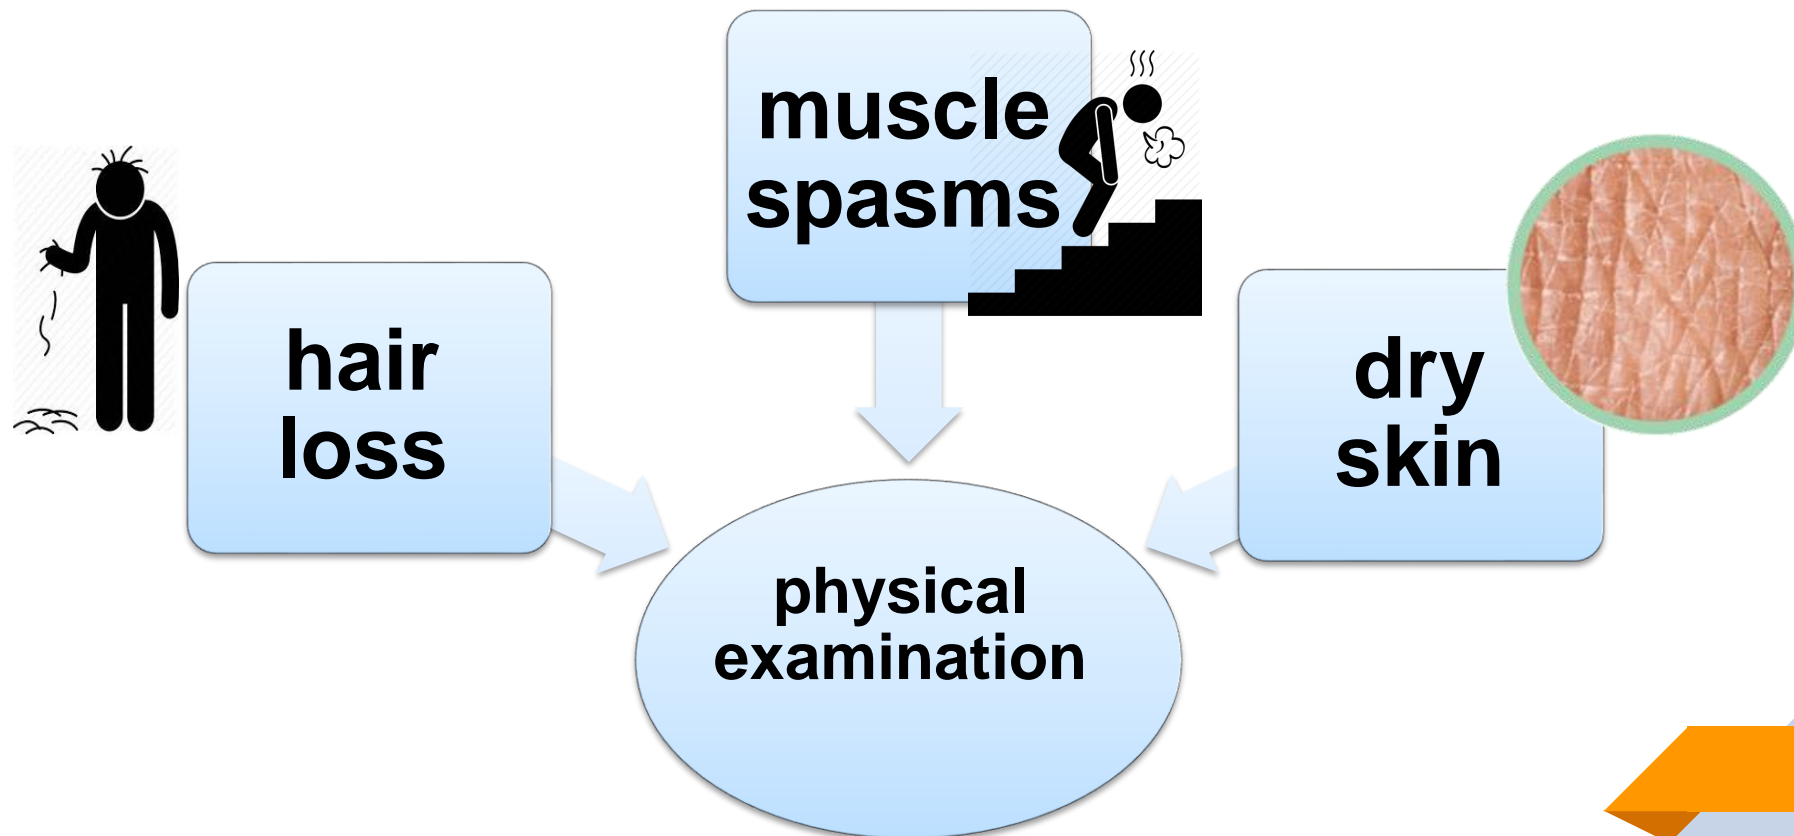 muscle
spasms
hair
loss
dry
skin
physical
examination